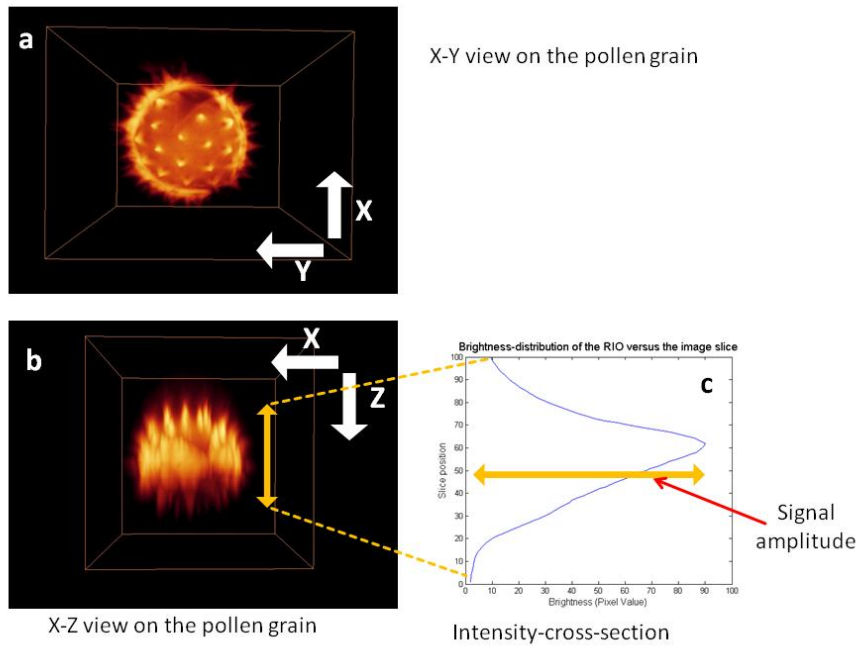 a
X-Y view on the pollen grain
X
Y
b
X
Z
X-Z view on the pollen grain
Brightness-distribution of the RIO versus the image slice
c
100
90
80
70
60
50
40
30
20
10
0
Slice position
0 10 20 30 40 50 60 70 80 90 100
Brightness (Pixel Value)
Signal
amplitude
Intensity-cross-section